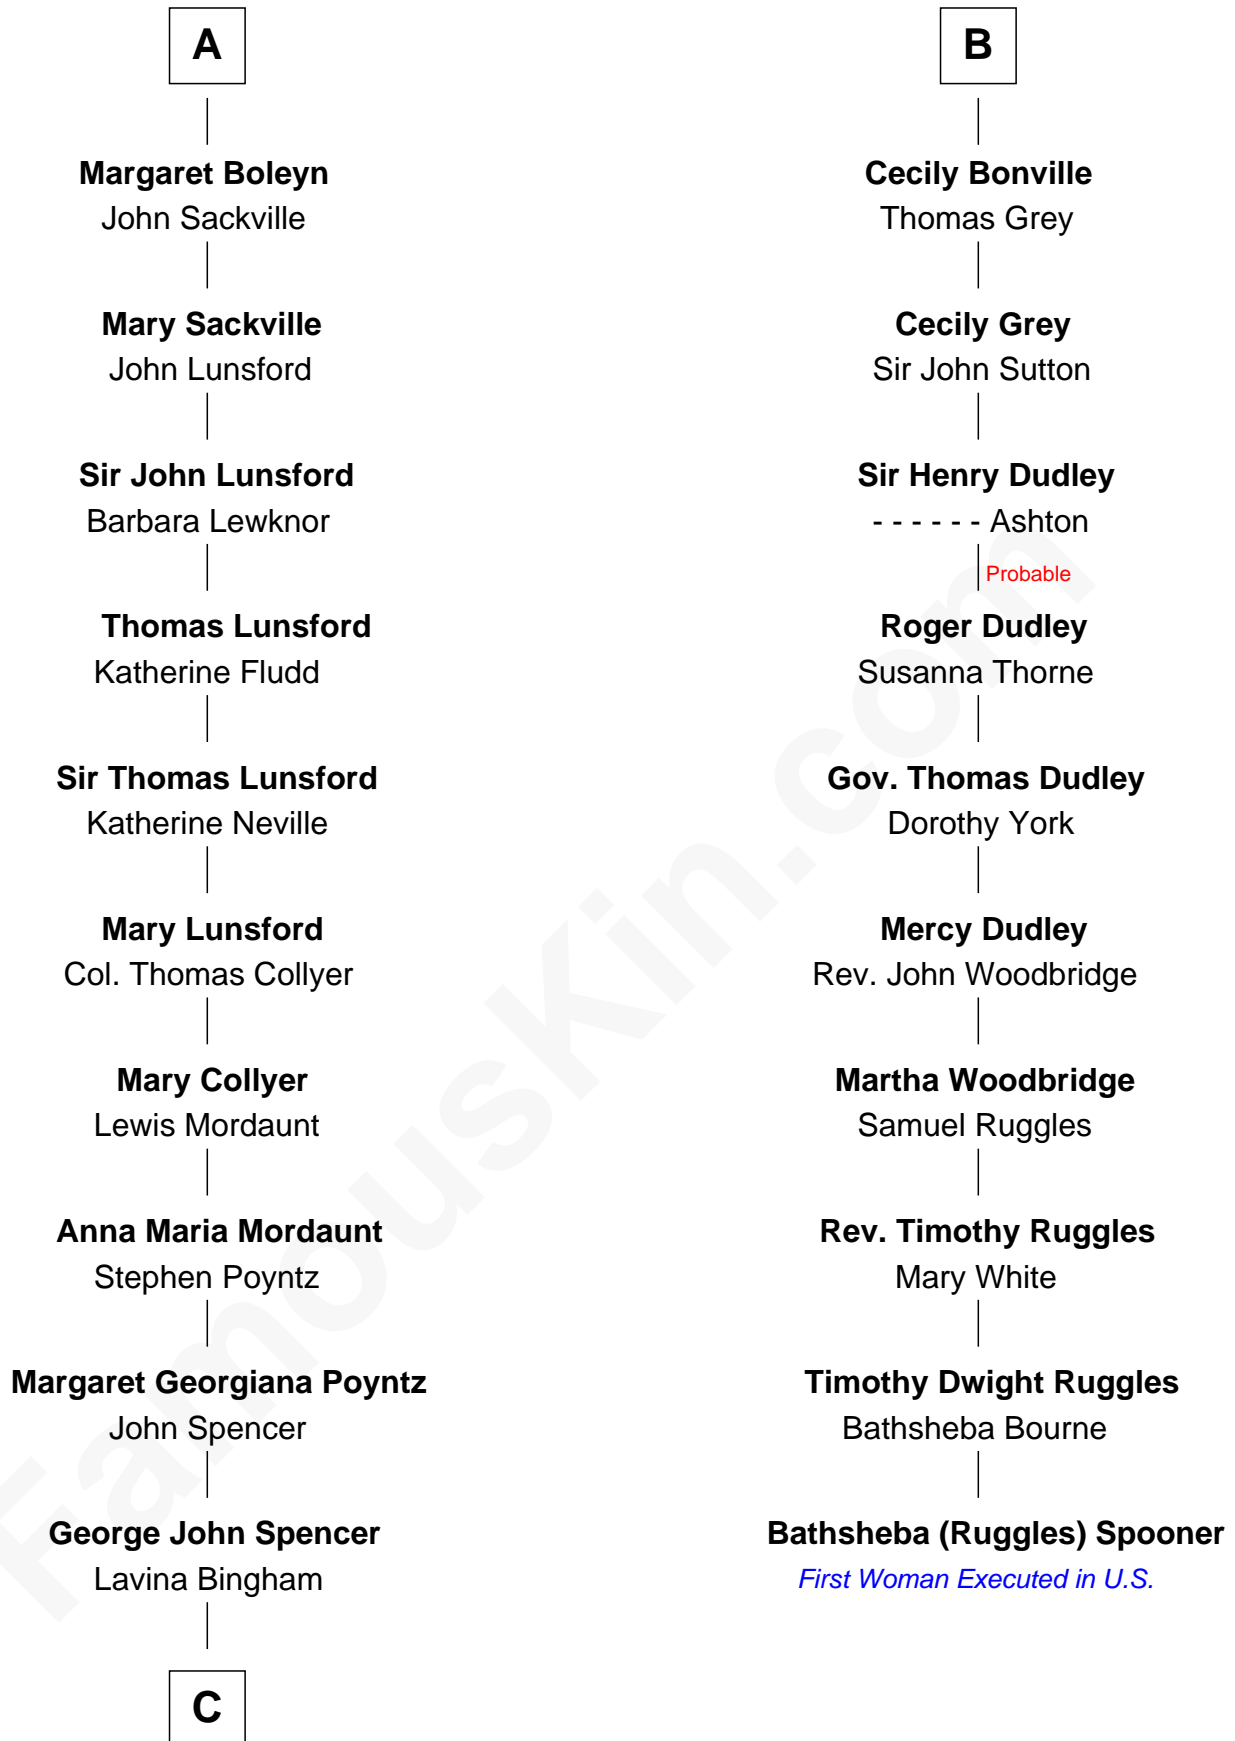 A
Margaret Boleyn
John Sackville
Mary Sackville
John Lunsford
Sir John Lunsford
Barbara Lewknor
Thomas Lunsford
Katherine Fludd
Sir Thomas Lunsford
Katherine Neville
Mary Lunsford
Col. Thomas Collyer
Mary Collyer
Lewis Mordaunt
Anna Maria Mordaunt
Stephen Poyntz
Margaret Georgiana Poyntz
John Spencer
George John Spencer
Lavina Bingham
C
B
Cecily Bonville
Thomas Grey
Cecily Grey
Sir John Sutton
Sir Henry Dudley
- - - - - - Ashton
Probable
Roger Dudley
Susanna Thorne
Gov. Thomas Dudley
Dorothy York
Mercy Dudley
Rev. John Woodbridge
Martha Woodbridge
Samuel Ruggles
Rev. Timothy Ruggles
Mary White
Timothy Dwight Ruggles
Bathsheba Bourne
Bathsheba (Ruggles) Spooner
First Woman Executed in U.S.
FamousKin.com